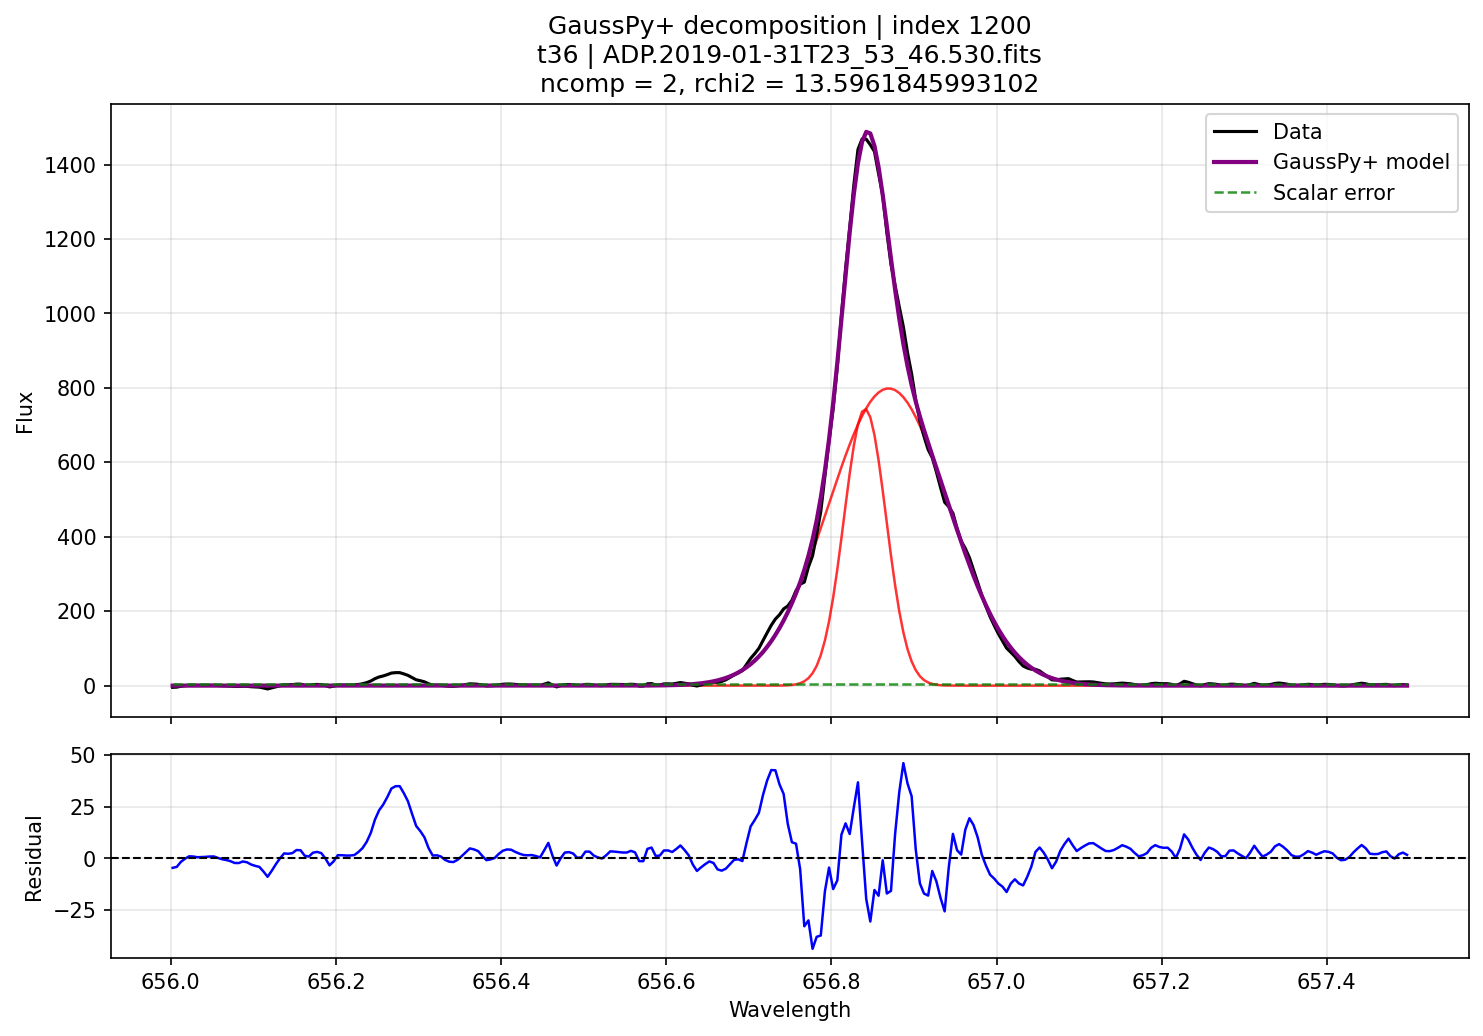 GaussPy+ decomposition | index 1200
t36 | ADP.2019-01-31T23_53_46.530.fits
ncomp = 2, rchi2 = 13.5961845993102
Data
GaussPy+ model
Scalar error
Flux
1400
1200
1000
800
600
400
200
0
Residual
50
25
0
−25
656.0
656.2
656.4
656.6
656.8
657.0
657.2
657.4
Wavelength